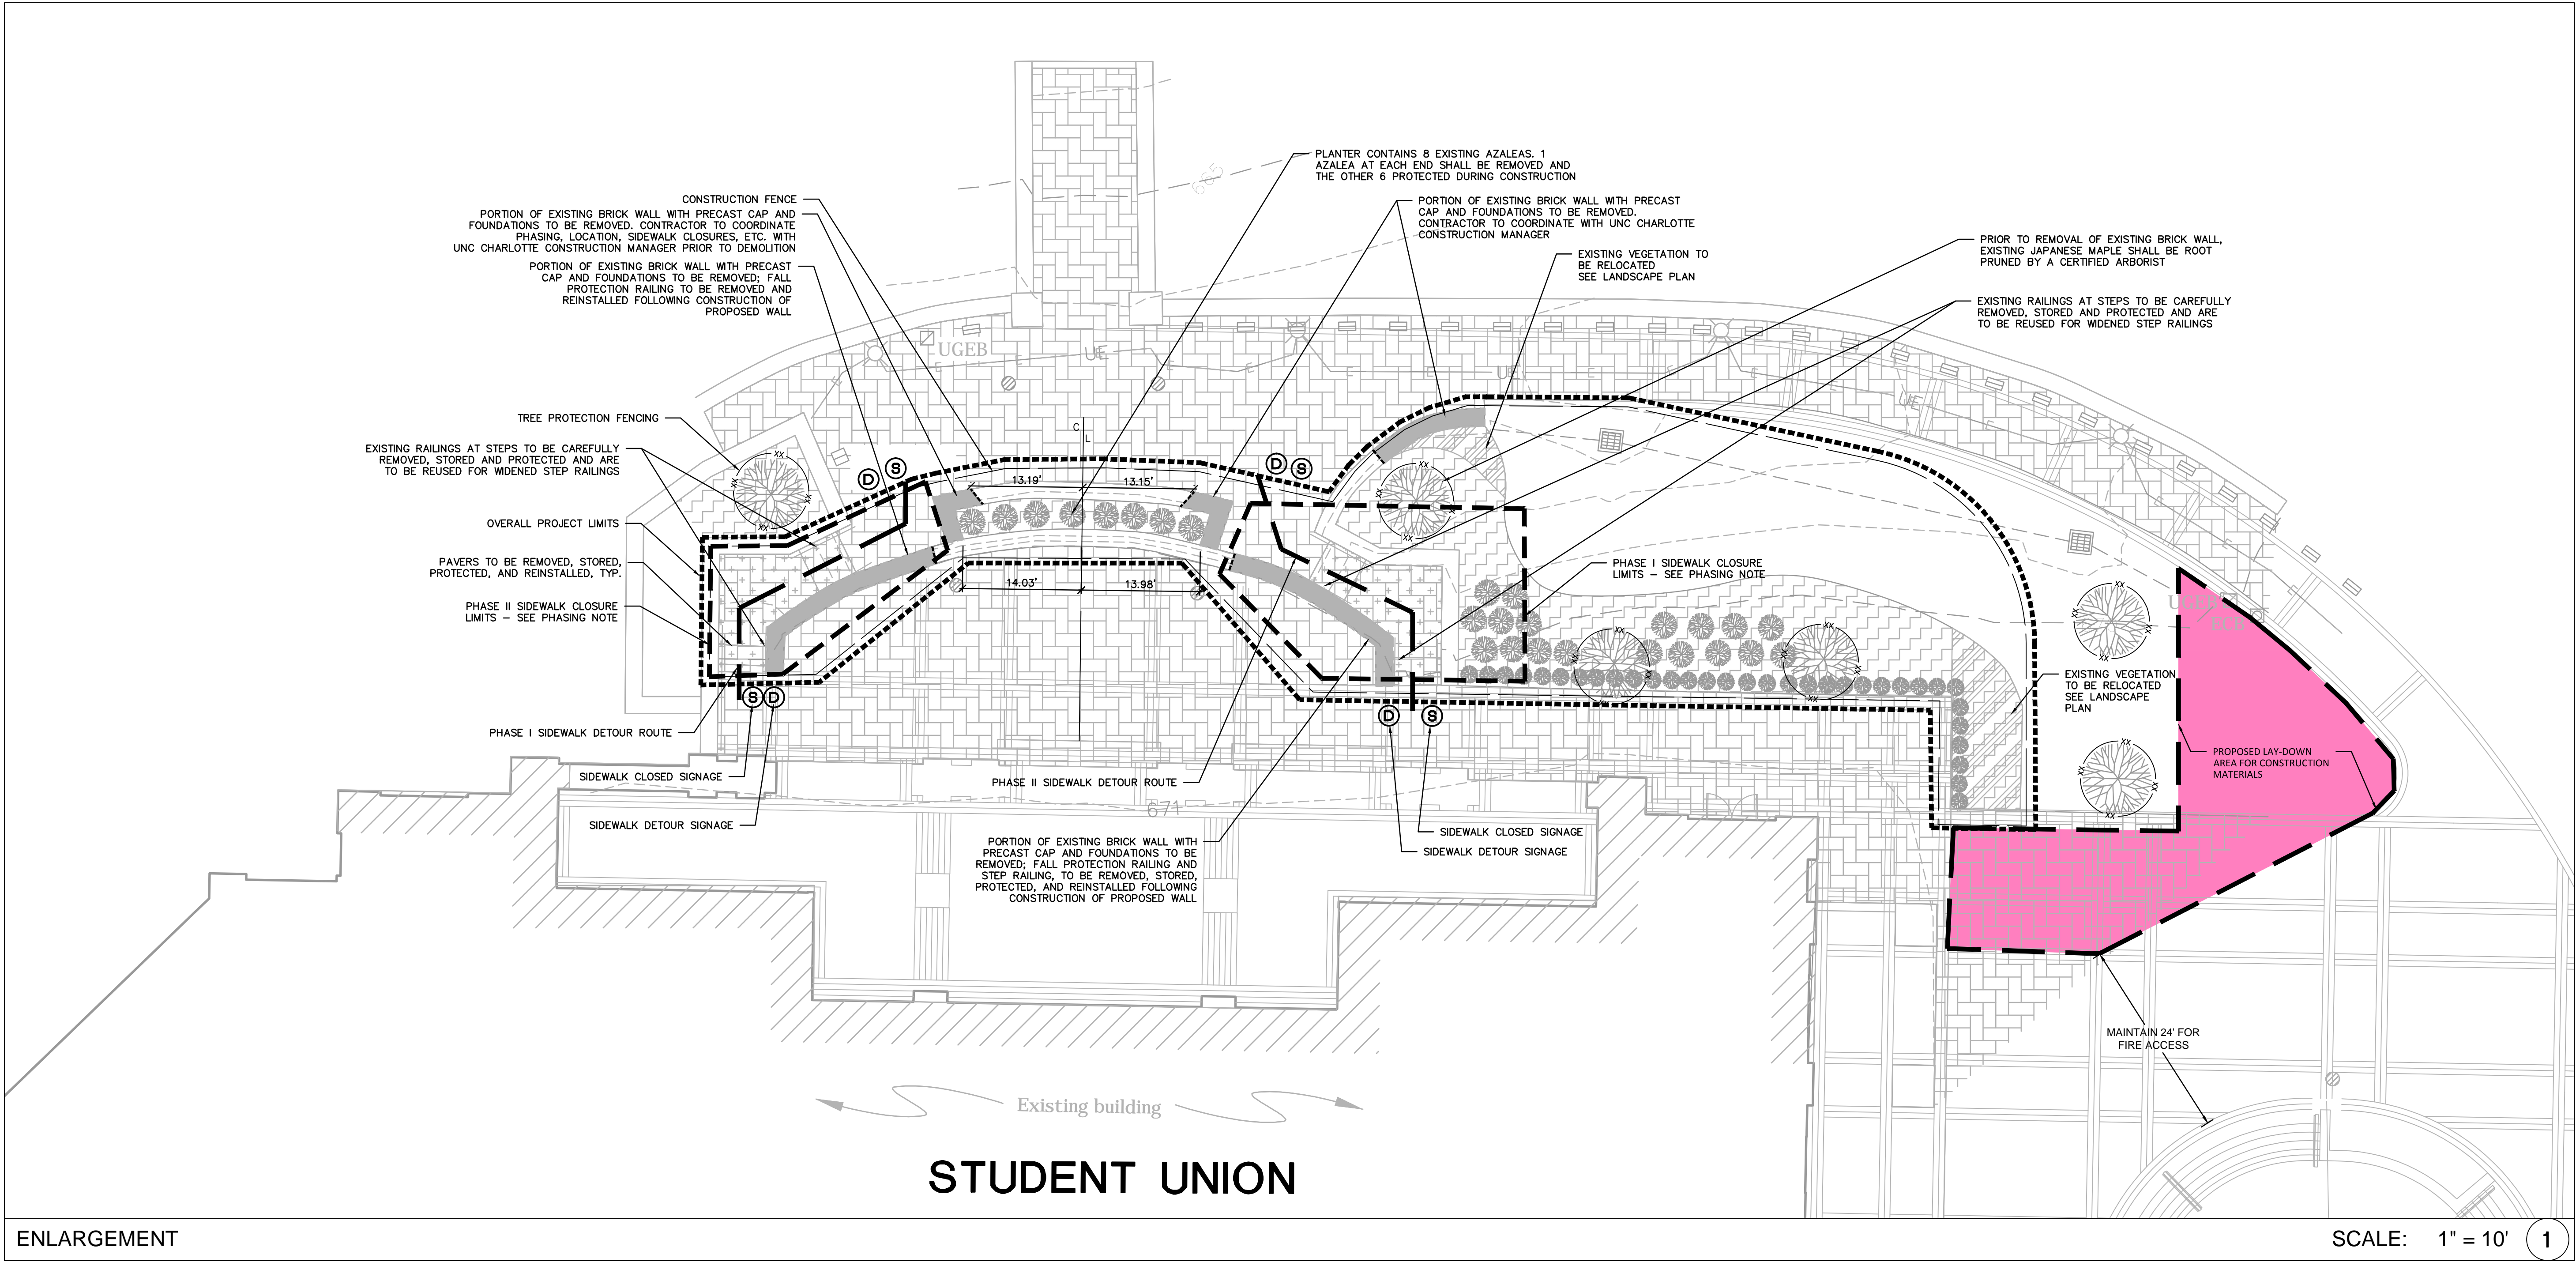 665
PLANTER CONTAINS 8 EXISTING AZALEAS. 1
AZALEA AT EACH END SHALL BE REMOVED AND
THE OTHER 6 PROTECTED DURING CONSTRUCTION
CONSTRUCTION FENCE
PORTION OF EXISTING BRICK WALL WITH PRECAST CAP AND
FOUNDATIONS TO BE REMOVED. CONTRACTOR TO COORDINATE
PHASING, LOCATION, SIDEWALK CLOSURES, ETC. WITH
UNC CHARLOTTE CONSTRUCTION MANAGER PRIOR TO DEMOLITION
PORTION OF EXISTING BRICK WALL WITH PRECAST
CAP AND FOUNDATIONS TO BE REMOVED; FALL
PROTECTION RAILING TO BE REMOVED AND
REINSTALLED FOLLOWING CONSTRUCTION OF
PROPOSED WALL
PORTION OF EXISTING BRICK WALL WITH PRECAST
CAP AND FOUNDATIONS TO BE REMOVED.
CONTRACTOR TO COORDINATE WITH UNC CHARLOTTE
CONSTRUCTION MANAGER
EXISTING VEGETATION TO
BE RELOCATED
SEE LANDSCAPE PLAN
PRIOR TO REMOVAL OF EXISTING BRICK WALL,
EXISTING JAPANESE MAPLE SHALL BE ROOT
PRUNED BY A CERTIFIED ARBORIST
EXISTING RAILINGS AT STEPS TO BE CAREFULLY
REMOVED, STORED AND PROTECTED AND ARE
TO BE REUSED FOR WIDENED STEP RAILINGS
UGEB
UE
UE
UE
TREE PROTECTION FENCING
EXISTING RAILINGS AT STEPS TO BE CAREFULLY
REMOVED, STORED AND PROTECTED AND ARE
TO BE REUSED FOR WIDENED STEP RAILINGS
OVERALL PROJECT LIMITS
PAVERS TO BE REMOVED, STORED,
PROTECTED, AND REINSTALLED, TYP.
PHASE II SIDEWALK CLOSURE
LIMITS – SEE PHASING NOTE
PHASE I SIDEWALK DETOUR ROUTE
C
L
D
S
D
S
13.19'
13.15'
14.03'
13.98'
PHASE I SIDEWALK CLOSURE
LIMITS – SEE PHASING NOTE
UGEB
ECB
EXISTING VEGETATION
TO BE RELOCATED
SEE LANDSCAPE
PLAN
S
D
D
S
PROPOSED LAY-DOWN
AREA FOR CONSTRUCTION
MATERIALS
SIDEWALK CLOSED SIGNAGE
SIDEWALK DETOUR SIGNAGE
PHASE II SIDEWALK DETOUR ROUTE
671
PORTION OF EXISTING BRICK WALL WITH
PRECAST CAP AND FOUNDATIONS TO BE
REMOVED; FALL PROTECTION RAILING AND
STEP RAILING, TO BE REMOVED, STORED,
PROTECTED, AND REINSTALLED FOLLOWING
CONSTRUCTION OF PROPOSED WALL
SIDEWALK CLOSED SIGNAGE
SIDEWALK DETOUR SIGNAGE
MAINTAIN 24' FOR
FIRE ACCESS
Existing building
STUDENT UNION
ENLARGEMENT
SCALE: 1" = 10'
1